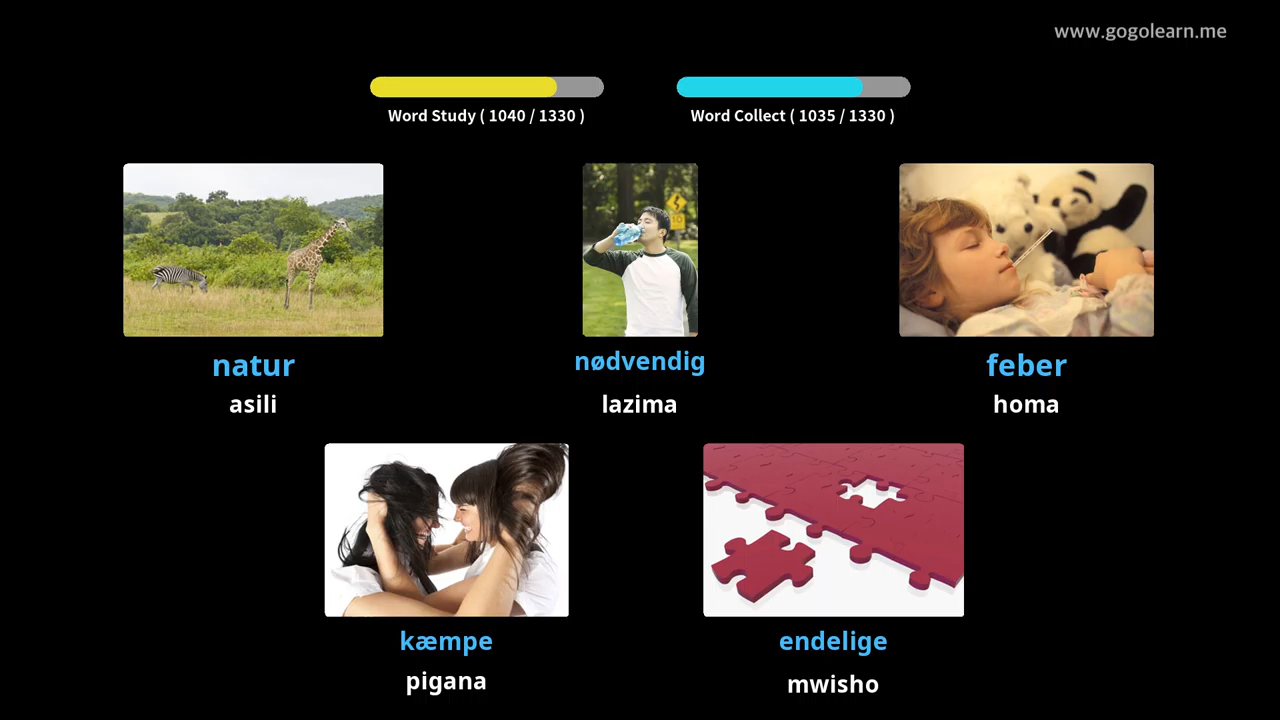 www.gogolearn.me
Word Study ( 1040 / 1330 )
Word Collect ( 1035 / 1330 )
natur
asili
nødvendig
lazima
feber
homa
kæmpe
pigana
endelige
mwisho